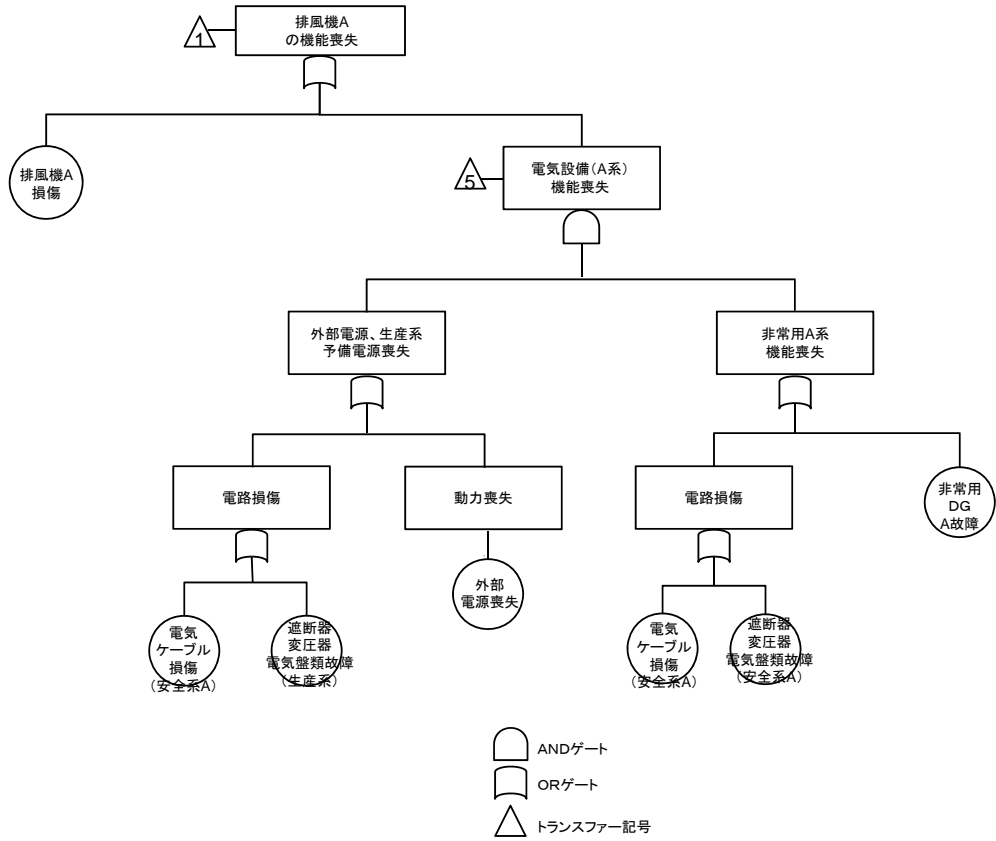 排風機A
の機能喪失
1
排風機A
損傷
電気設備（A系）
機能喪失
5
外部電源、生産系
予備電源喪失
非常用A系
機能喪失
電路損傷
動力喪失
電路損傷
非常用
DG
A故障
外部
電源喪失
電気
ケーブル
損傷
（安全系A）
遮断器
変圧器
電気盤類故障
（生産系）
電気
ケーブル
損傷
（安全系A）
遮断器
変圧器
電気盤類故障
（安全系A）
ANDゲート
ORゲート
トランスファー記号